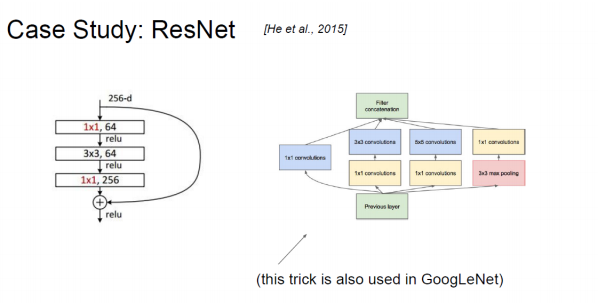 Case Study: ResNet
[He et al., 2015]
256-d
1x1, 64
relu
3x3, 64
relu
1x1, 256
relu
Filter
concatenation
3x3 convolutions
5x5 convolutions
1x1 convolutions
1x1 convolutions
1x1 convolutions
1x1 convolutions
3x3 max pooling
Previous layer
(this trick is also used in GoogLeNet)